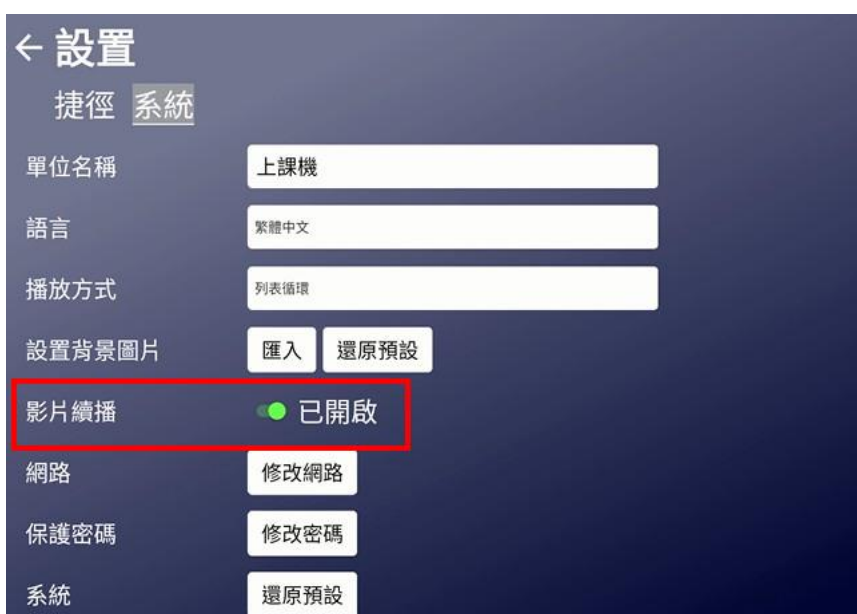 設置
捷徑 系統
單位名稱 上課機
語言 繁體中文
播放方式 列表循環
設置背景圖片 匯入 還原預設
影片續播 已開啟
網路 修改網路
保護密碼 修改密碼
系統 還原預設